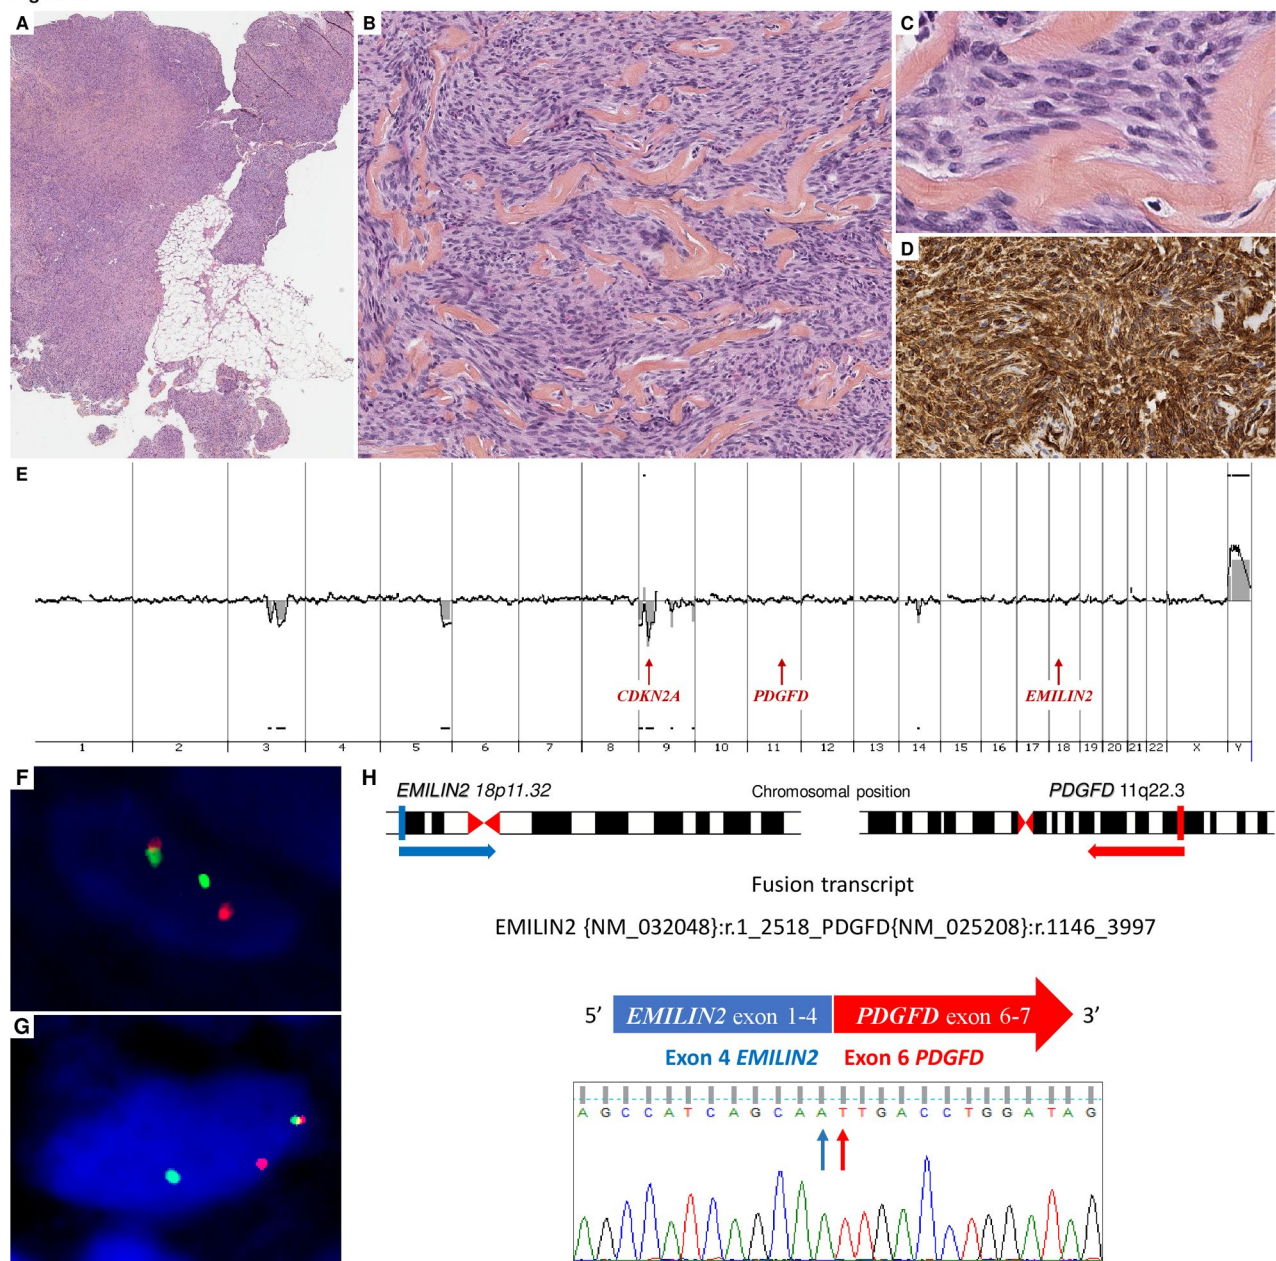 A
B
C
D
E
CDKN2A
PDGFD
EMILIN2
1 2 3 4 5 6 7 8 9 10 11 12 13 14 15 16 17 18 19 20 21 22 X Y
F
G
H
EMILIN2 18p11.32
Chromosomal position
PDGFD 11q22.3
Fusion transcript
EMILIN2 {NM_032048}:r.1_2518_PDGFD{NM_025208}:r.1146_3997
5’ EMILIN2 exon 1-4 PDGFD exon 6-7 3’
Exon 4 EMILIN2 Exon 6 PDGFD
A G C C A T C A G C A A T T G A C C T G G A T A G